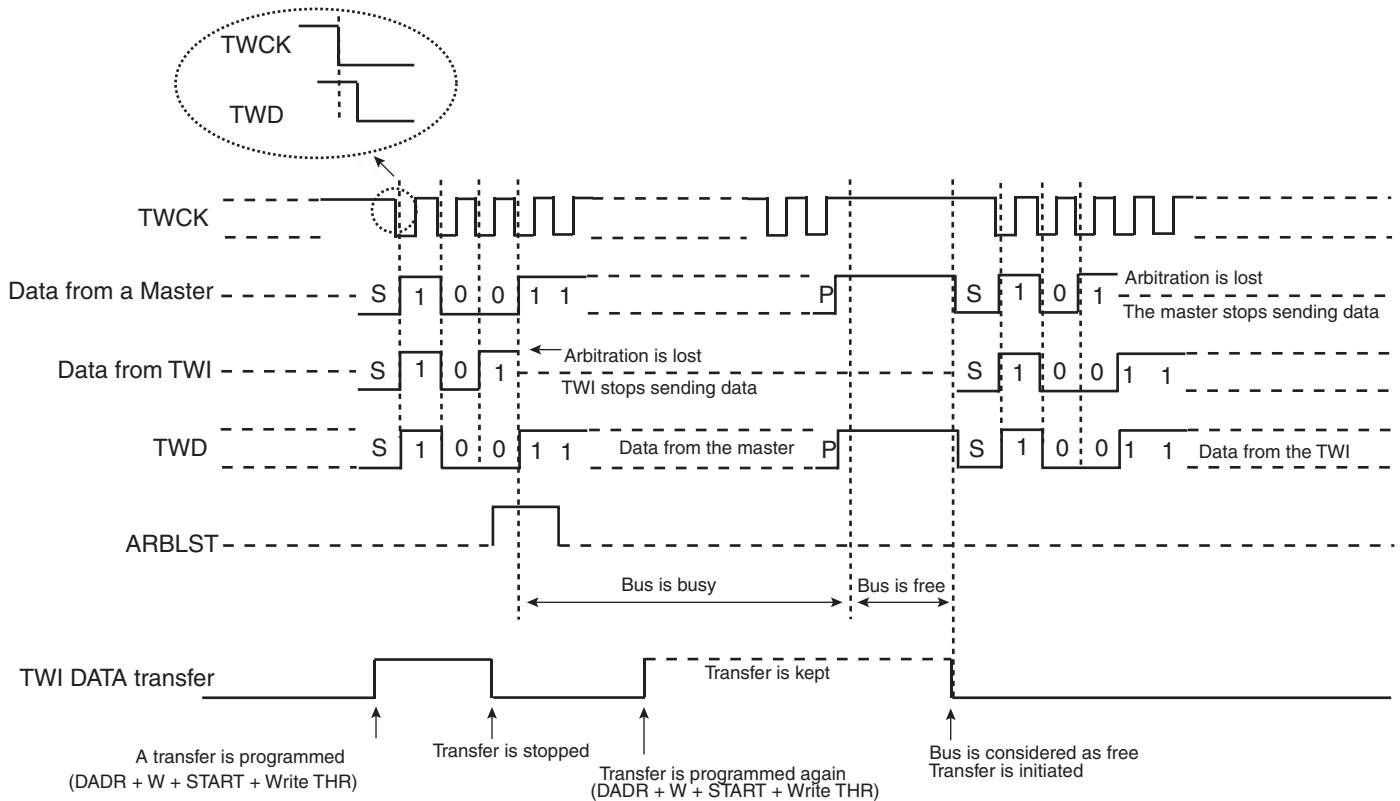 TWCK
TWD
TWCK
Data from a Master
S 1 0 0 1 1
P
S 1 0 1
Arbitration is lost
The master stops sending data
Data from TWI
S 1 0 1
Arbitration is lost
TWI stops sending data
S 1 0 0 1 1
TWD
S 1 0 0 1 1
Data from the master
P
S 1 0 0 1 1
Data from the TWI
ARBLST
Bus is busy
Bus is free
TWI DATA transfer
Transfer is kept
A transfer is programmed
(DADR + W + START + Write THR)
Transfer is stopped
Transfer is programmed again
(DADR + W + START + Write THR)
Bus is considered as free
Transfer is initiated